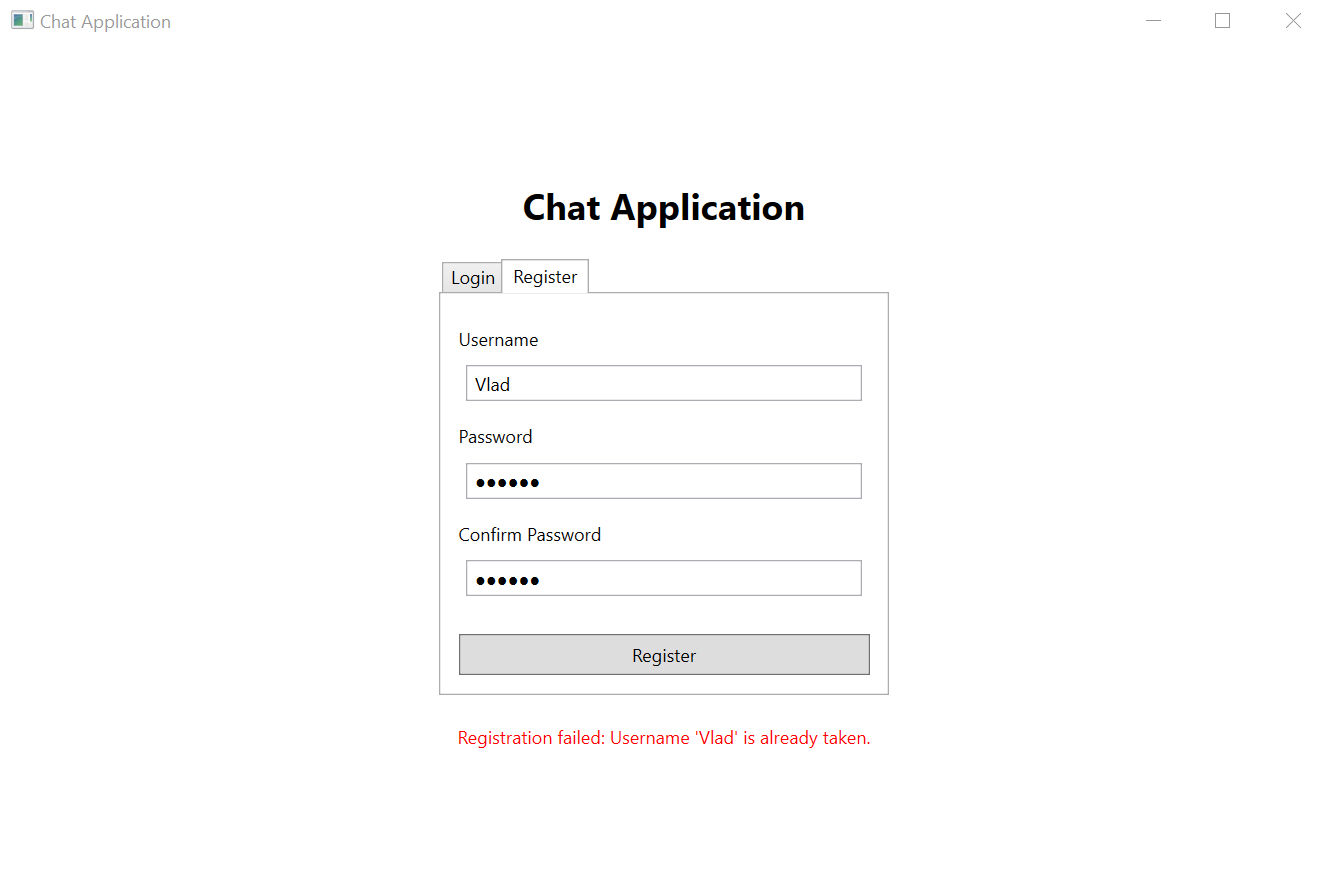 Chat Application
Chat Application
Login Register
Username
Vlad
Password
●●●●●●
Confirm Password
●●●●●●
Register
Registration failed: Username 'Vlad' is already taken.